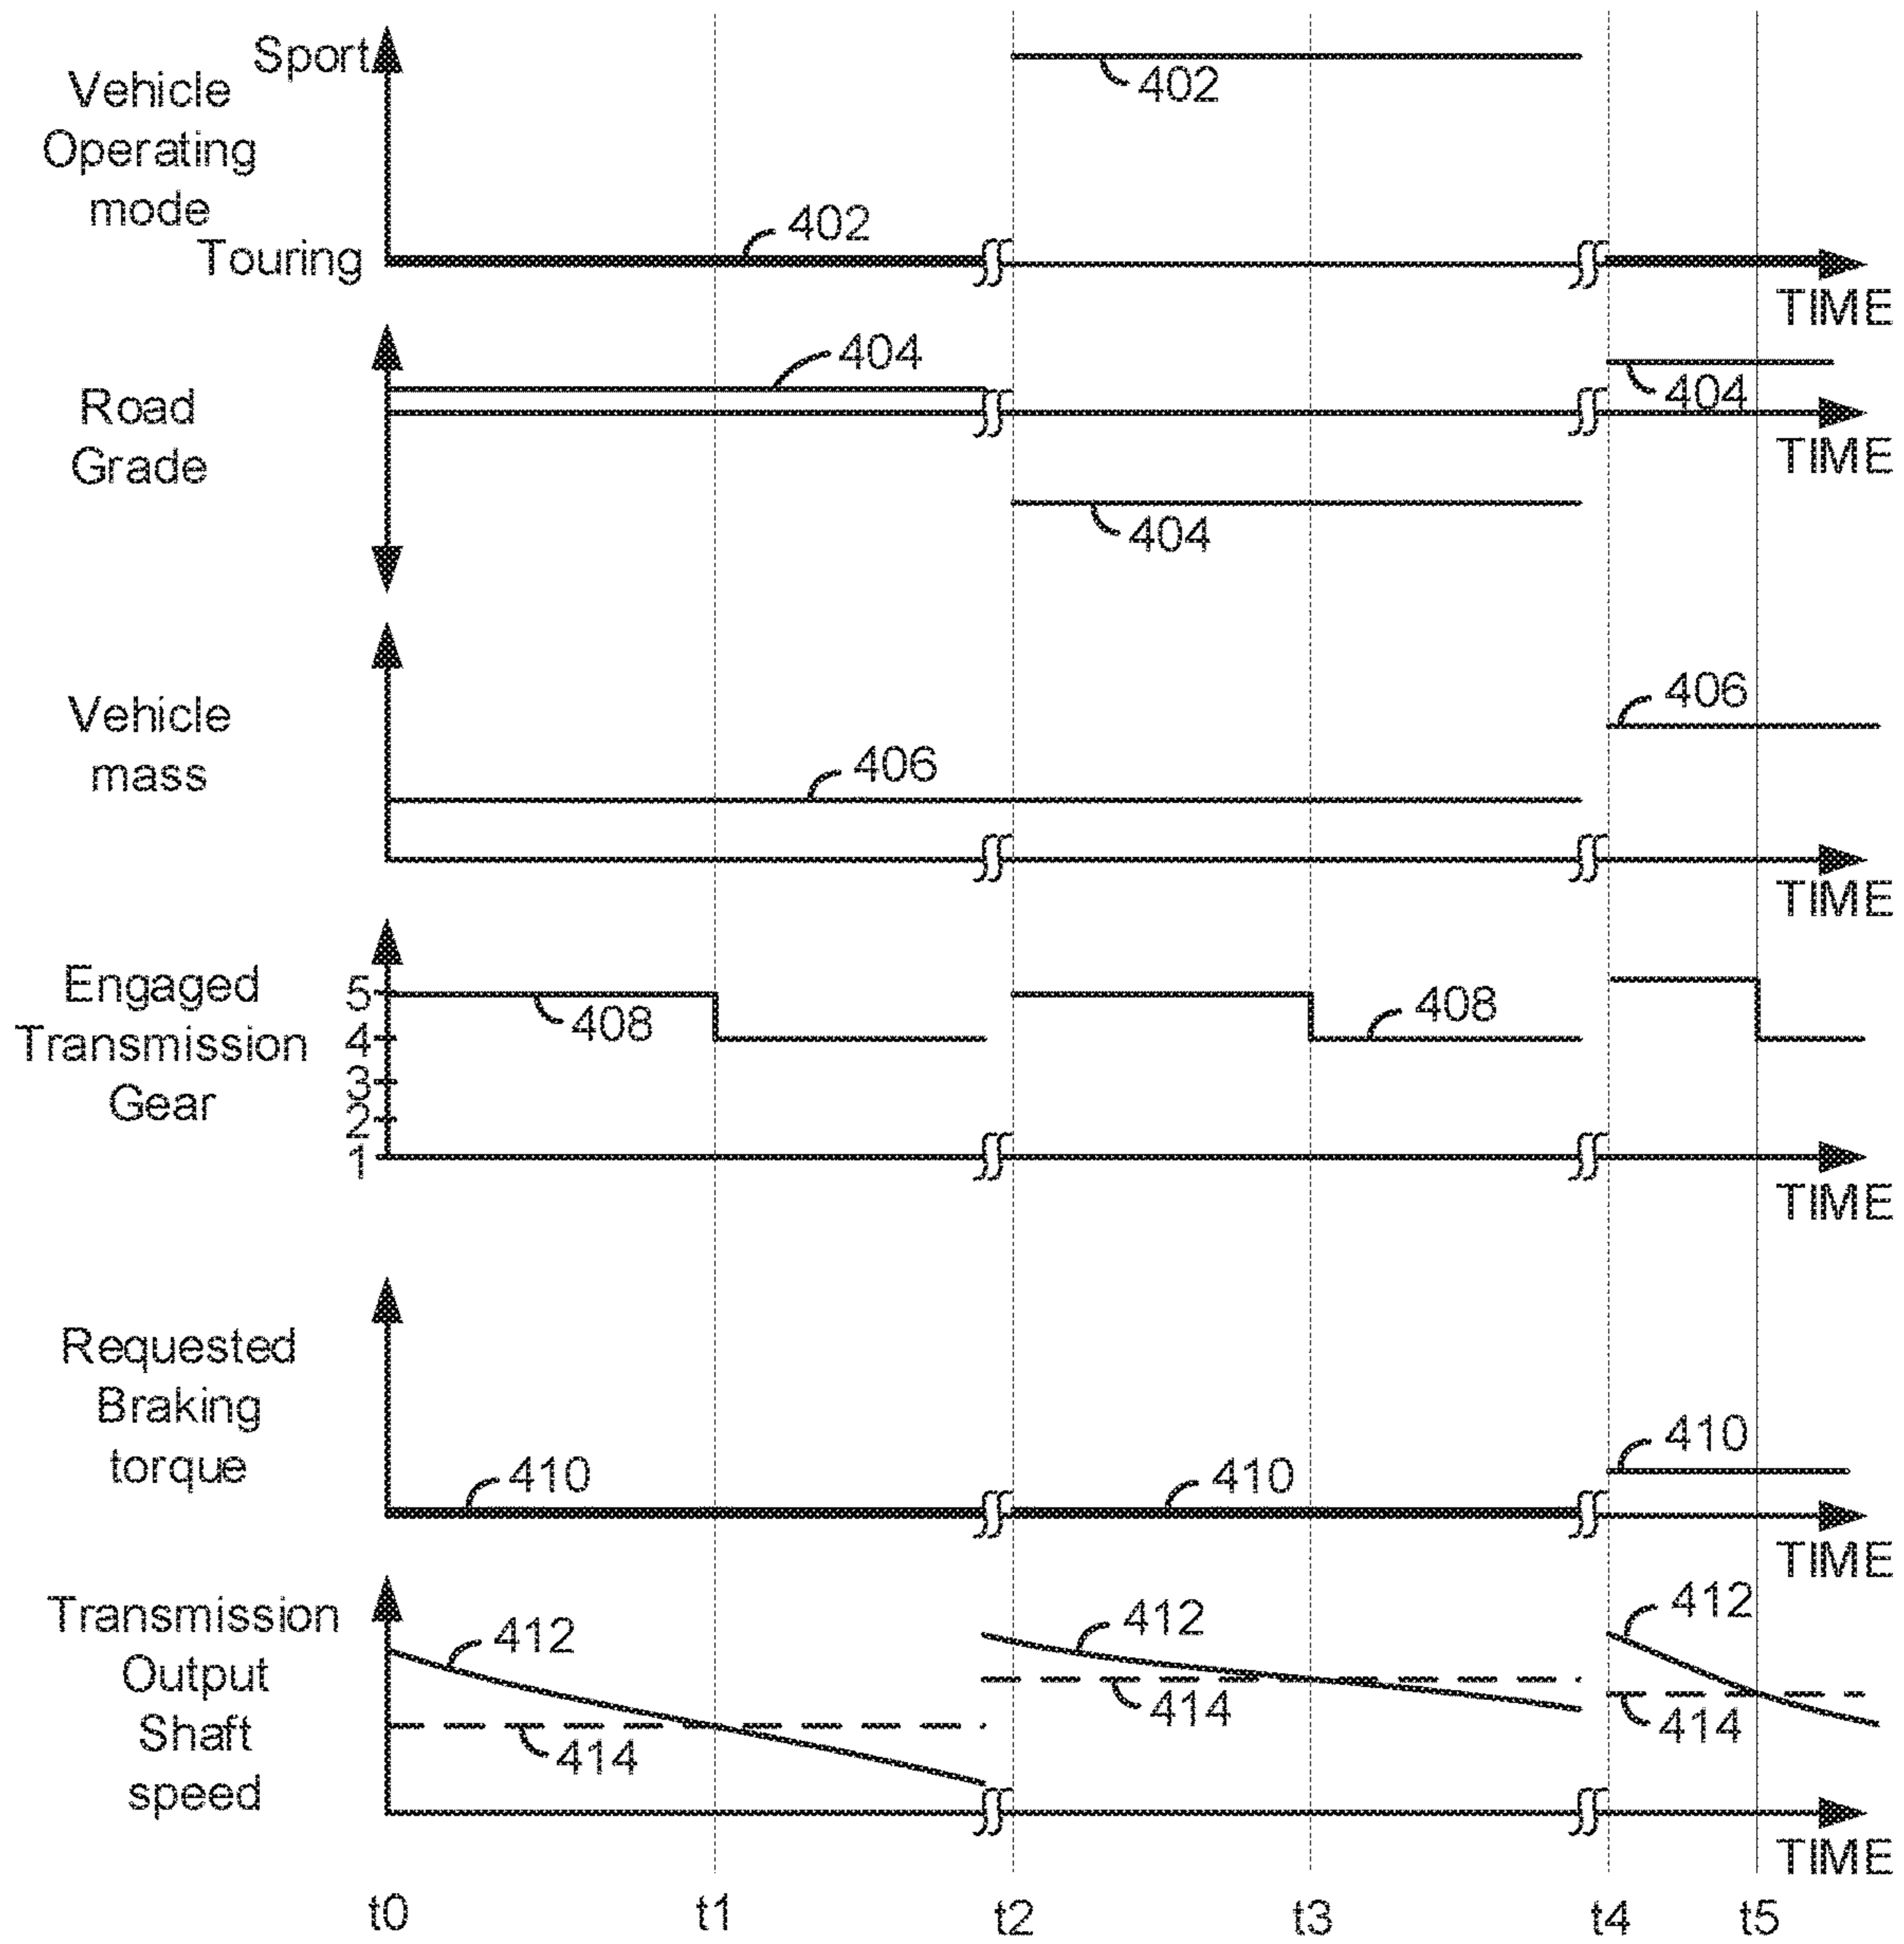 Sport
Vehicle
Operating
mode
402
402
Touring
TIME
Road
Grade
404
404
404
TIME
Vehicle
mass
406
406
TIME
Engaged
Transmission
Gear
5
4
3
2
1
408
408
TIME
Requested
Braking
torque
410
410
410
TIME
Transmission
Output
Shaft
speed
412
412
412
414
414
414
TIME
t0
t1
t2
t3
t4
t5